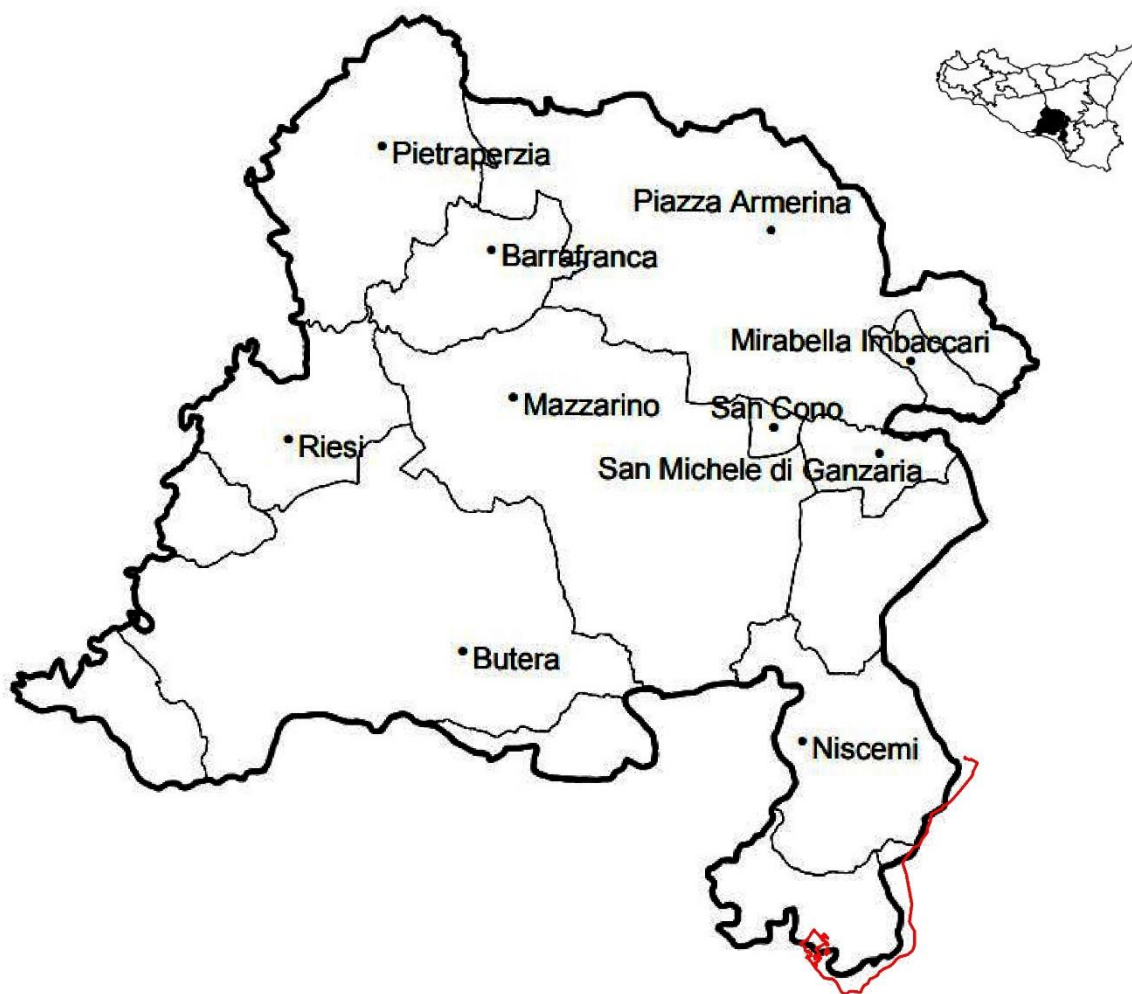 Pietraperzia
Piazza Armerina
Barrafranca
Mirabella Imbaccari
Mazzarino
San Cono
Riesi
San Michele di Ganzaria
Butera
Niscemi